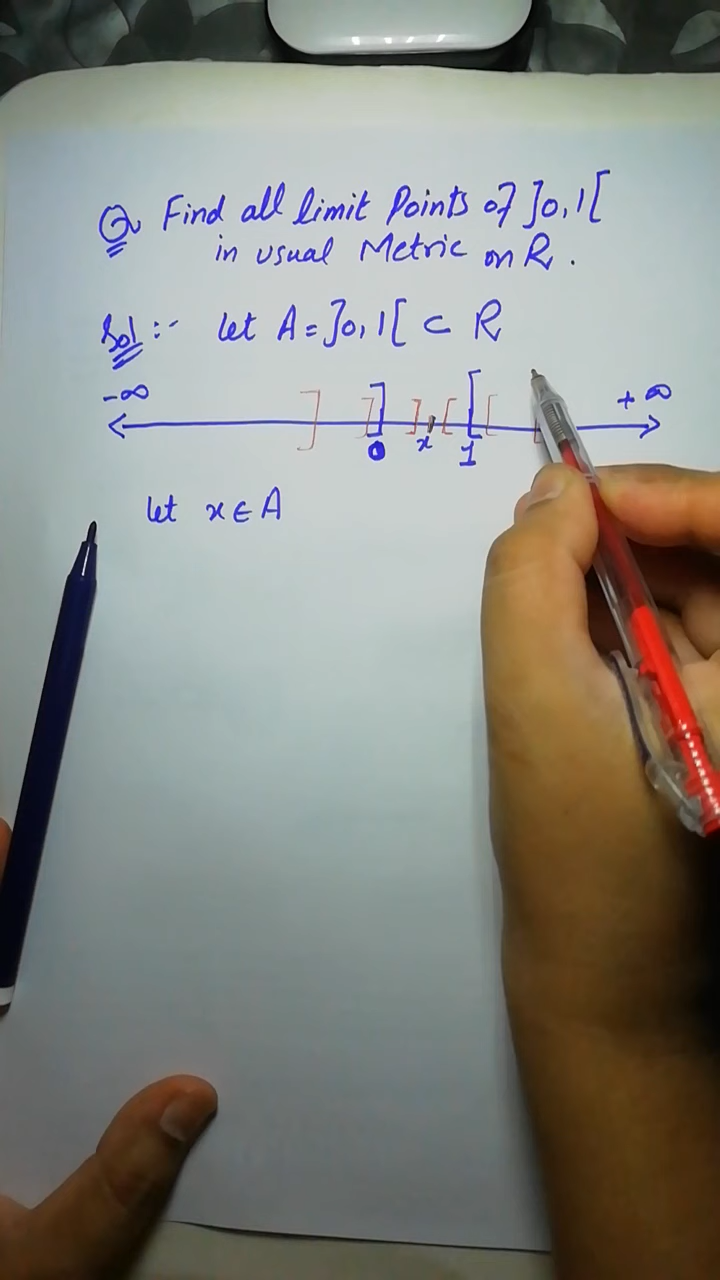 Q Find all limit Points of ]0,1[
in usual Metric on R.
Sol:- let A = ]0,1[ ⊂ R
-∞ +∞
] ] ] ] x [ [ [
0 x 1
let x ∈ A